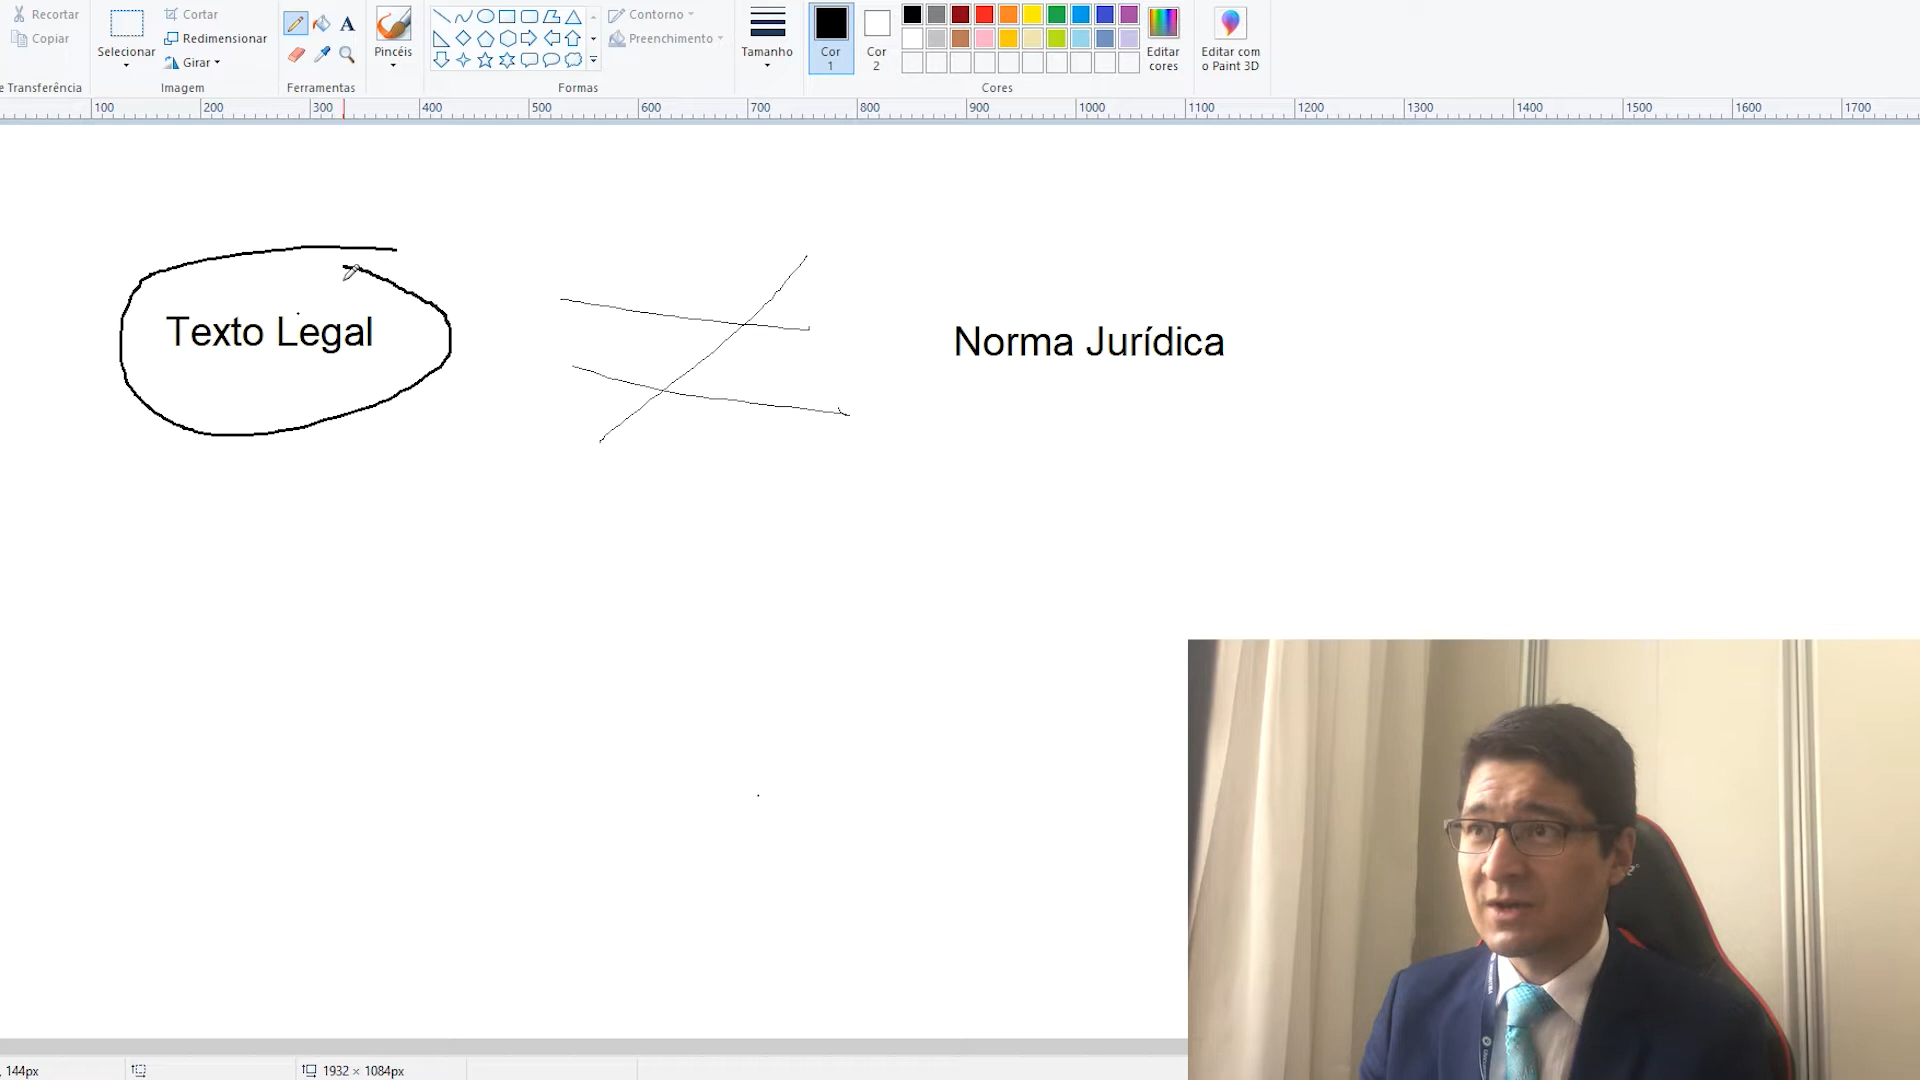 Recortar
Copiar
e Transferência
Selecionar
Cortar
Redimensionar
Girar
Imagem
A
Ferramentas
Pincéis
Contorno
Preenchimento
Formas
Tamanho
Cor
1
Cor
2
Cores
Editar
cores
Editar com
o Paint 3D
100 200 300 400 500 600 700 800 900 1000 1100 1200 1300 1400 1500 1600 1700
Texto Legal
≠
Norma Jurídica
, 144px
1932 × 1084px